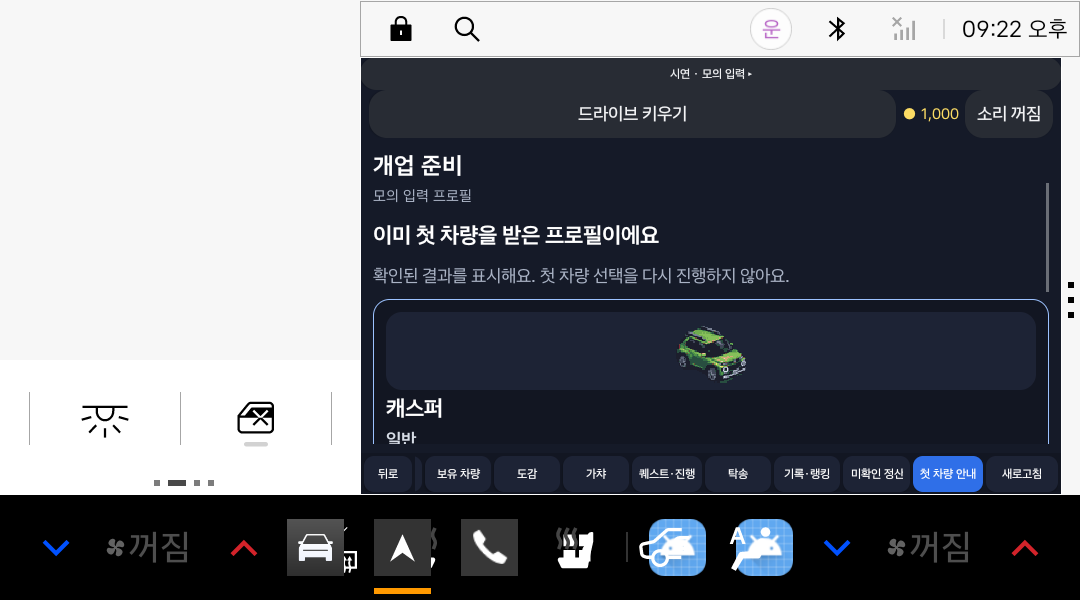 운
09:22 오후
시연 · 모의 입력 ▸
드라이브 키우기
1,000
소리 꺼짐
개업 준비
모의 입력 프로필
이미 첫 차량을 받은 프로필이에요
확인된 결과를 표시해요. 첫 차량 선택을 다시 진행하지 않아요.
캐스퍼
일반
뒤로
보유 차량
도감
가챠
퀘스트·진행
탁송
기록·랭킹
미확인 정산
첫 차량 안내
새로고침
꺼짐
A
꺼짐